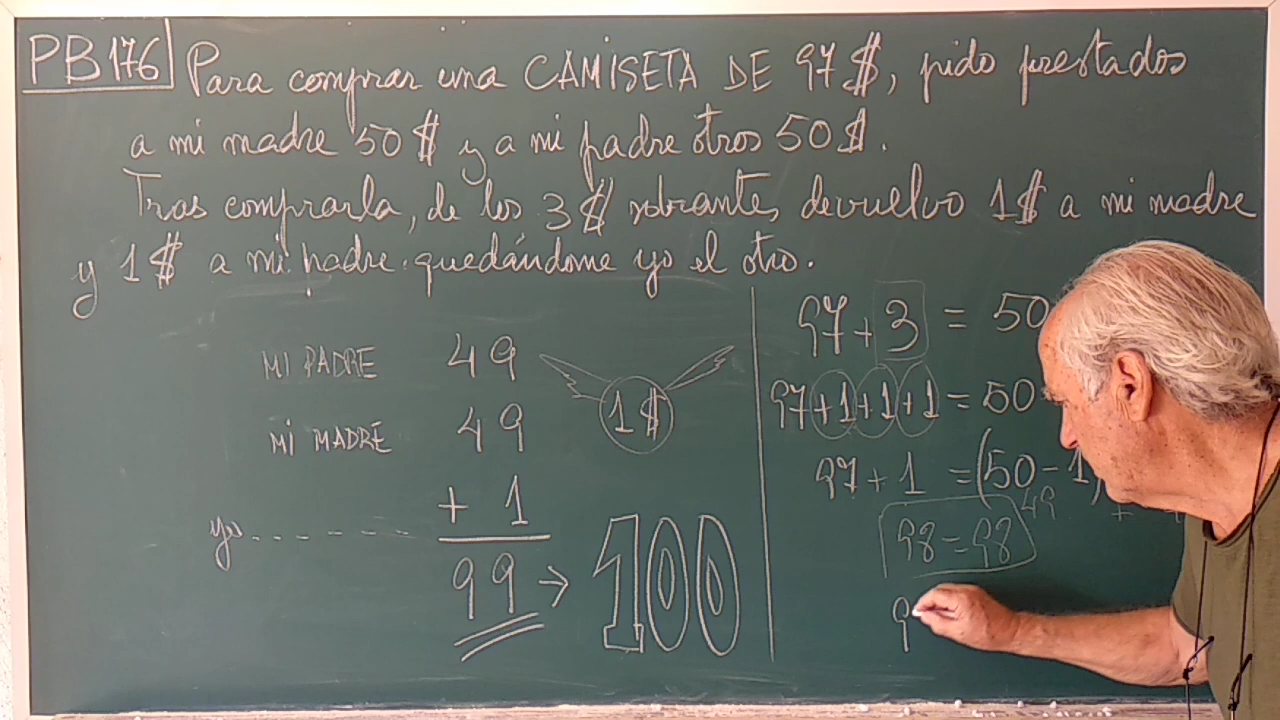 PB 176
Para comprar una CAMISETA DE 97 $, pido prestados
a mi madre 50 $ y a mi padre otros 50 $.
Tras comprarla, de los 3 $ sobrantes, devuelvo 1 $ a mi madre
y 1 $ a mi padre quedándome yo el otro.
MI PADRE 49
MI MADRE 49
yo........ + 1
99 → 100
1 $
97 + 3 = 50
97 + 1 + 1 + 1 = 50
97 + 1 = (50 - 1)
49 +
98 = 98
9